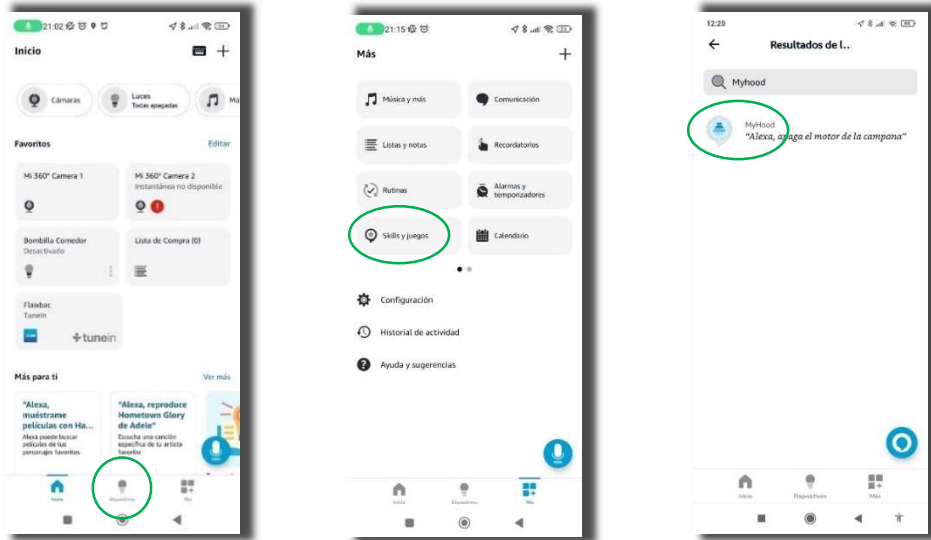 21:02
Inicio
Cámaras
Luces
Todas apagadas
Mú
Favoritos
Editar
Mi 360° Camera 1
Mi 360° Camera 2
Instantánea no disponible
Bombilla Comedor
Desactivado
Lista de Compra (0)
Flaixbac
TuneIn
tunein
Más para ti
Ver más
"Alexa,
muéstrame
películas con Ha...
Alexa puede buscar
películas de tus
personajes favoritos.
"Alexa, reproduce
Hometown Glory
de Adele"
Escucha una canción
específica de tu artista
favorito
Inicio
Dispositivos
Más
21:15
Más
Música y más
Comunicación
Listas y notas
Recordatorios
Rutinas
Alarmas y
temporizadores
Skills y juegos
Calendario
Configuración
Historial de actividad
Ayuda y sugerencias
Inicio
Dispositivos
Más
12:20
Resultados de l...
Myhood
MyHood
"Alexa, apaga el motor de la campana"
Inicio
Dispositivos
Más